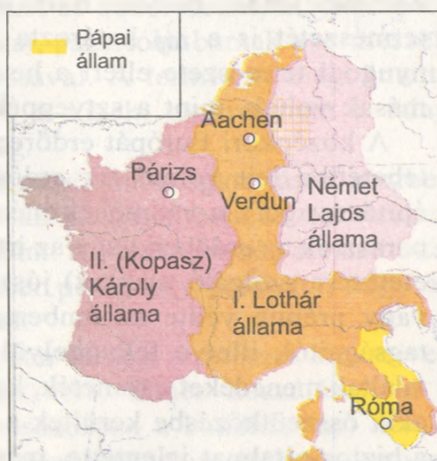 Pápai
állam
Aachen
Párizs
Verdun
Német
Lajos
állama
II. (Kopasz)
Károly
állama
I. Lothár
állama
Róma